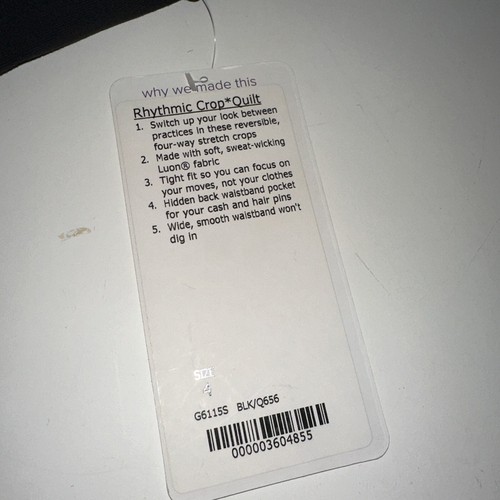 why we made this
Rhythmic Crop*Quilt
1. Switch up your look between
practices in these reversible,
four-way stretch crops
2. Made with soft, sweat-wicking
Luon® fabric
3. Tight fit so you can focus on
your moves, not your clothes
4. Hidden back waistband pocket
for your cash and hair pins
5. Wide, smooth waistband won't
dig in
SIZE
4
G6115S BLK/Q656
000003604855